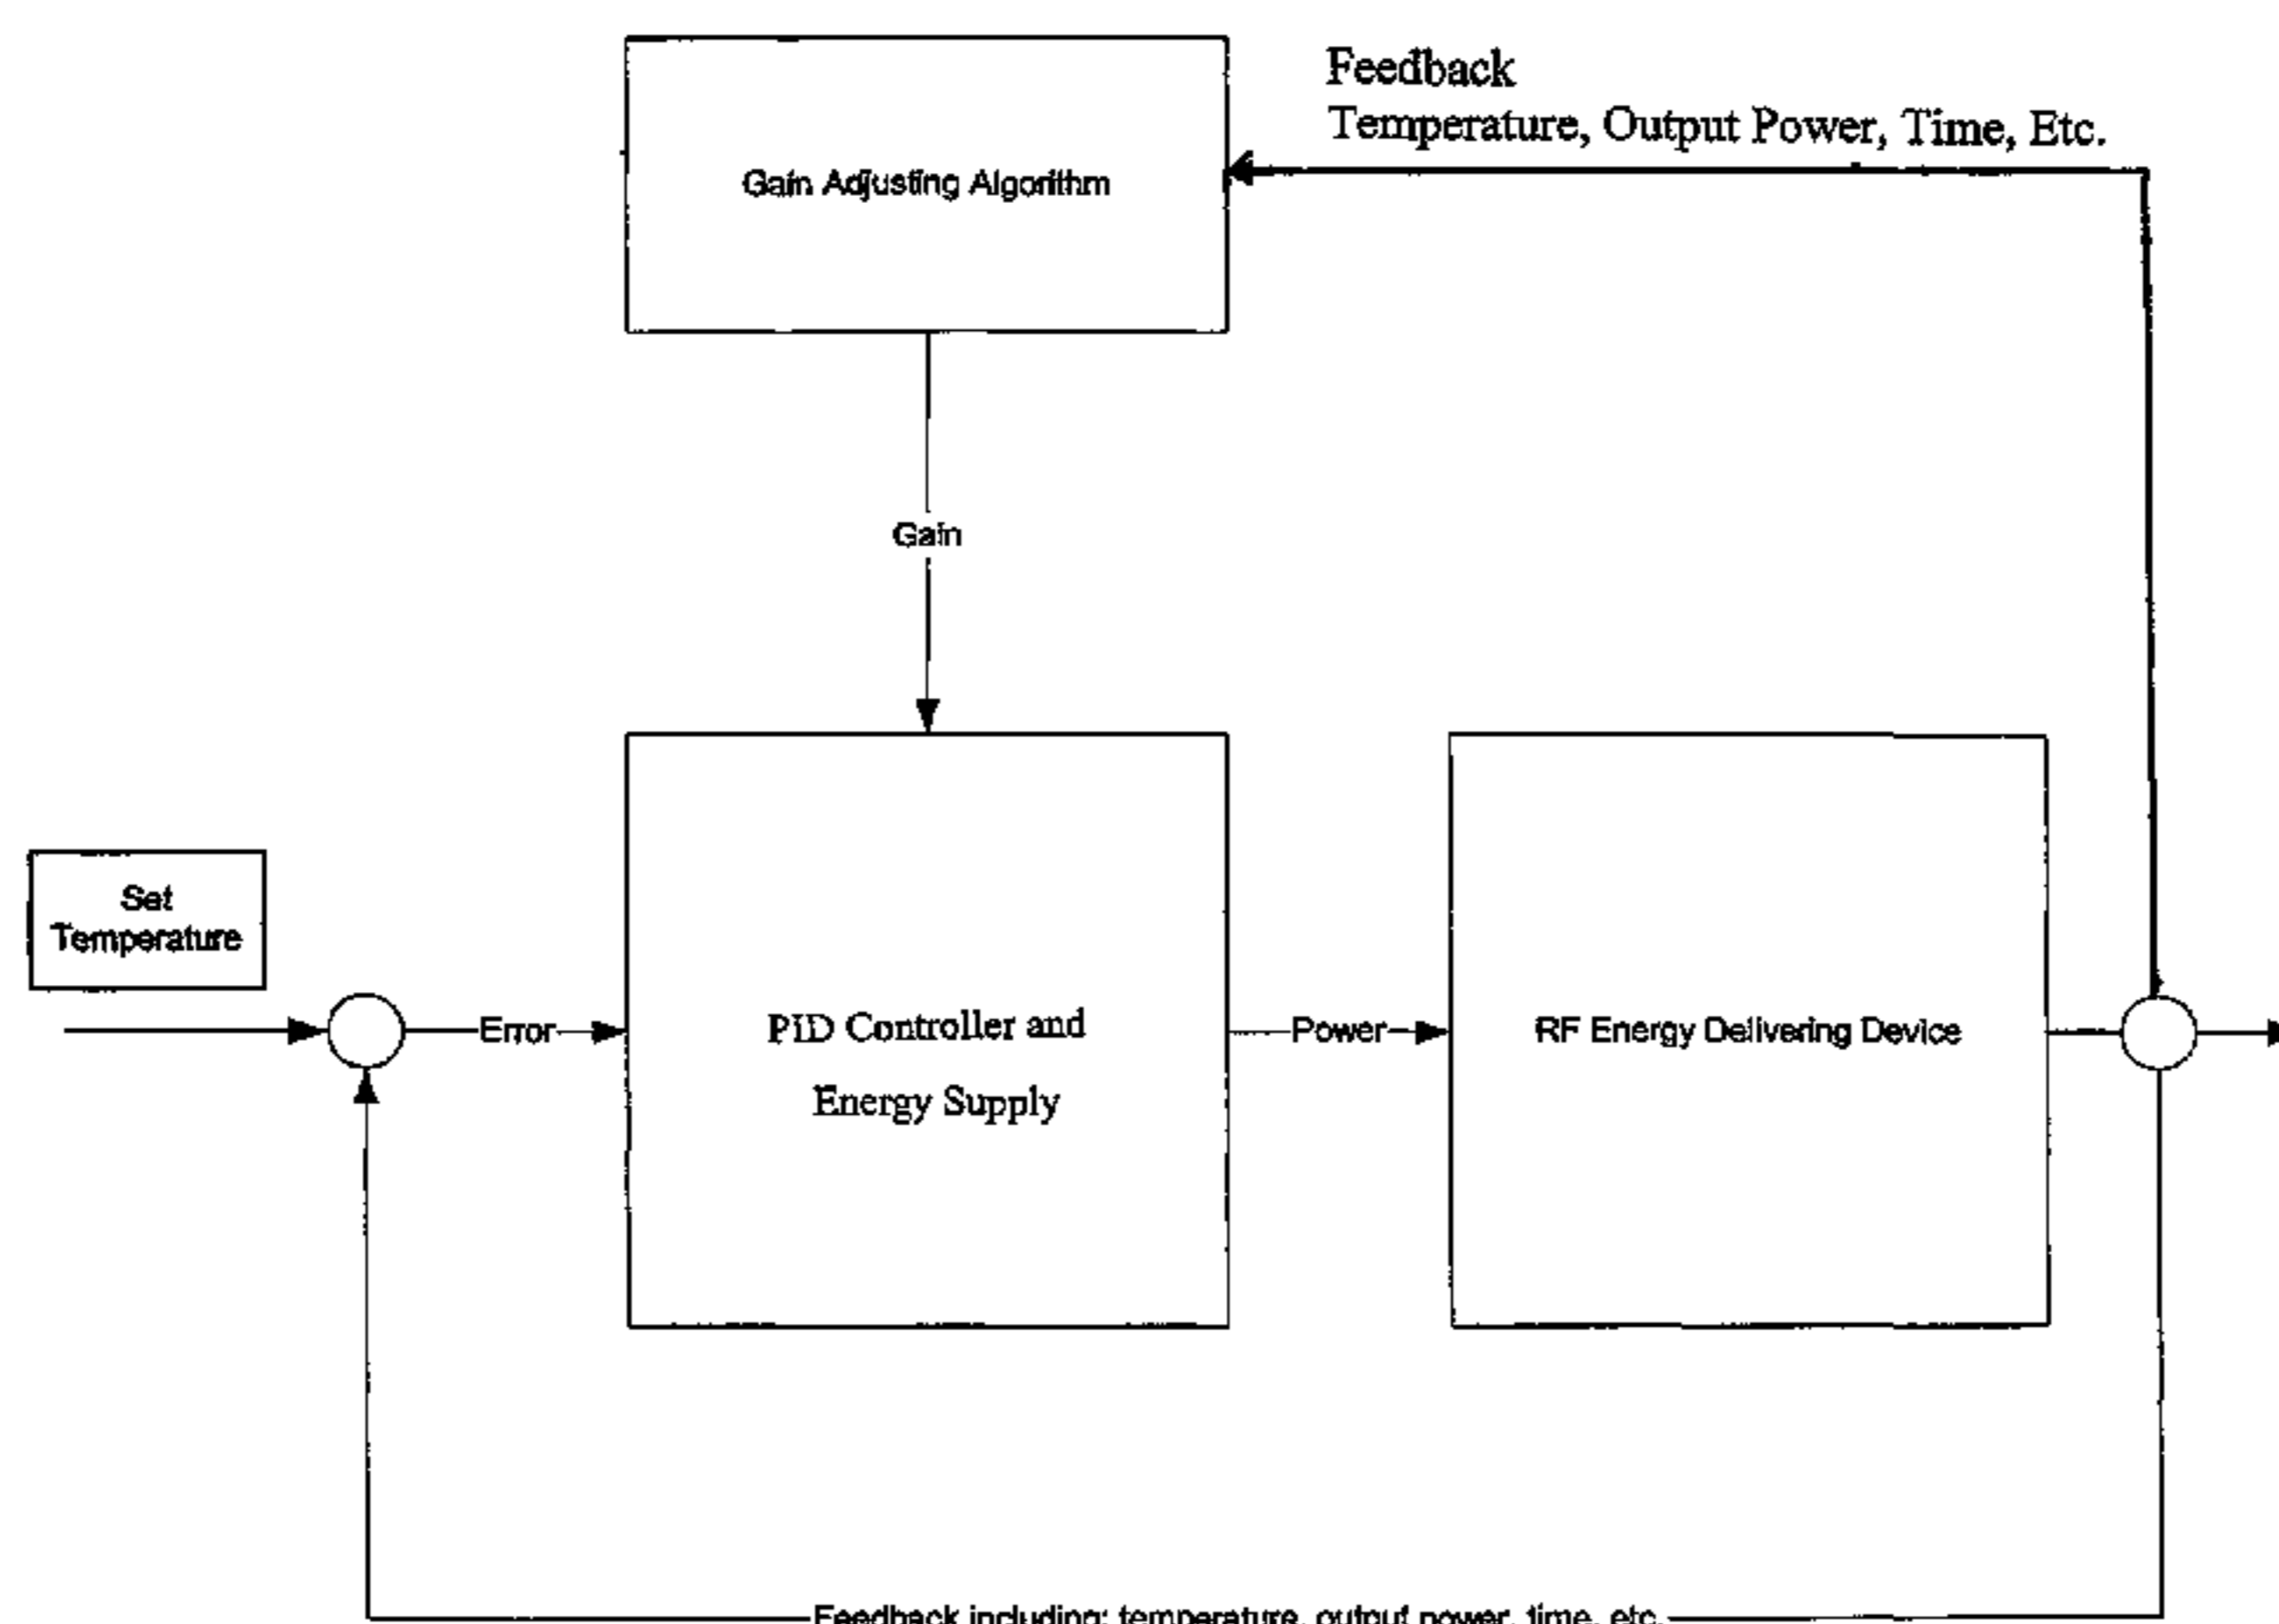 Feedback
Temperature, Output Power, Time, Etc.
Gain Adjusting Algorithm
Gain
Set
Temperature
Error
PID Controller and
Energy Supply
Power
RF Energy Delivering Device
Feedback including: temperature, output power, time, etc.